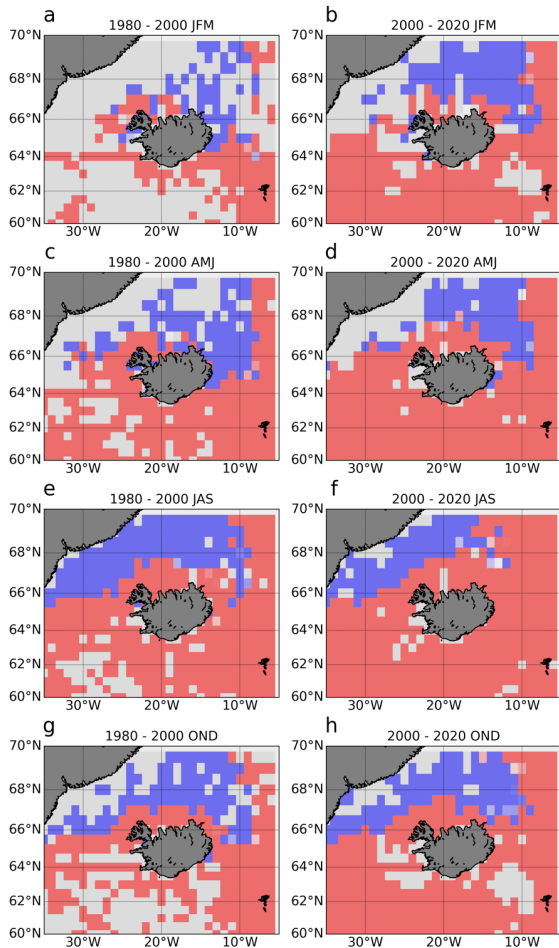 a 1980 - 2000 JFM
b 2000 - 2020 JFM
70°N 70°N
68°N 68°N
66°N 66°N
64°N 64°N
62°N 62°N
60°N 60°N
30°W 20°W 10°W 30°W 20°W 10°W
c 1980 - 2000 AMJ
d 2000 - 2020 AMJ
70°N 70°N
68°N 68°N
66°N 66°N
64°N 64°N
62°N 62°N
60°N 60°N
30°W 20°W 10°W 30°W 20°W 10°W
e 1980 - 2000 JAS
f 2000 - 2020 JAS
70°N 70°N
68°N 68°N
66°N 66°N
64°N 64°N
62°N 62°N
60°N 60°N
30°W 20°W 10°W 30°W 20°W 10°W
g 1980 - 2000 OND
h 2000 - 2020 OND
70°N 70°N
68°N 68°N
66°N 66°N
64°N 64°N
62°N 62°N
60°N 60°N
30°W 20°W 10°W 30°W 20°W 10°W